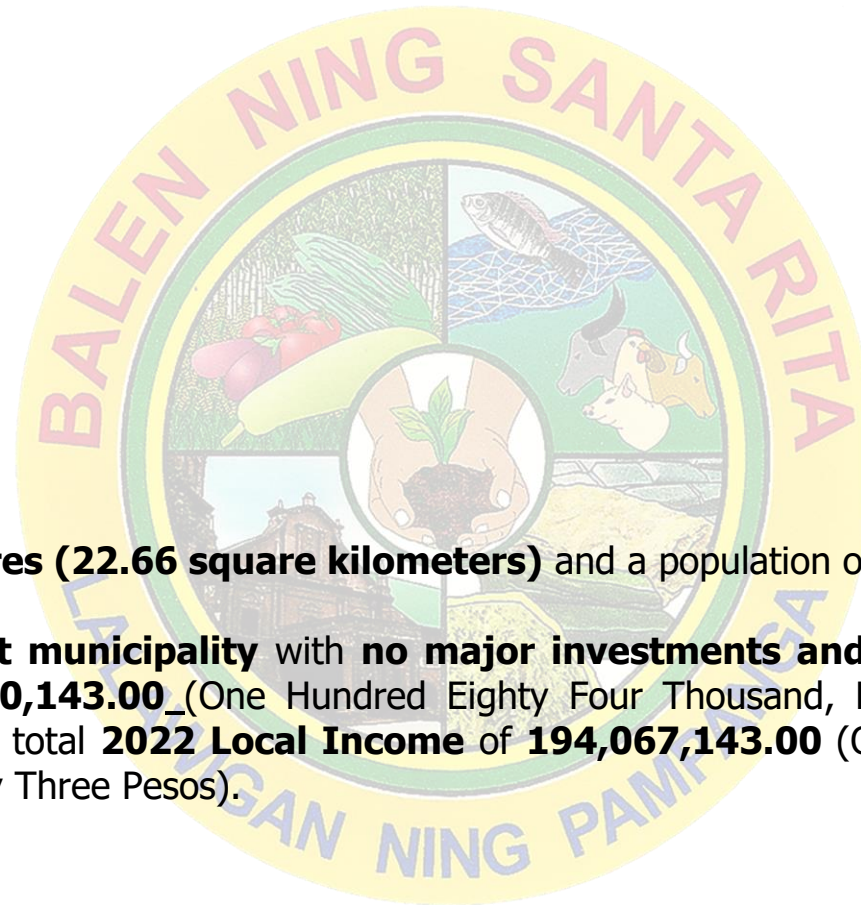 BALEN NING SANTA RITA
res (22.66 square kilometers) and a population o
t municipality with no major investments and
0,143.00 (One Hundred Eighty Four Thousand,
total 2022 Local Income of 194,067,143.00 (
y Three Pesos).
LALAWIGAN NING PAMPANGA